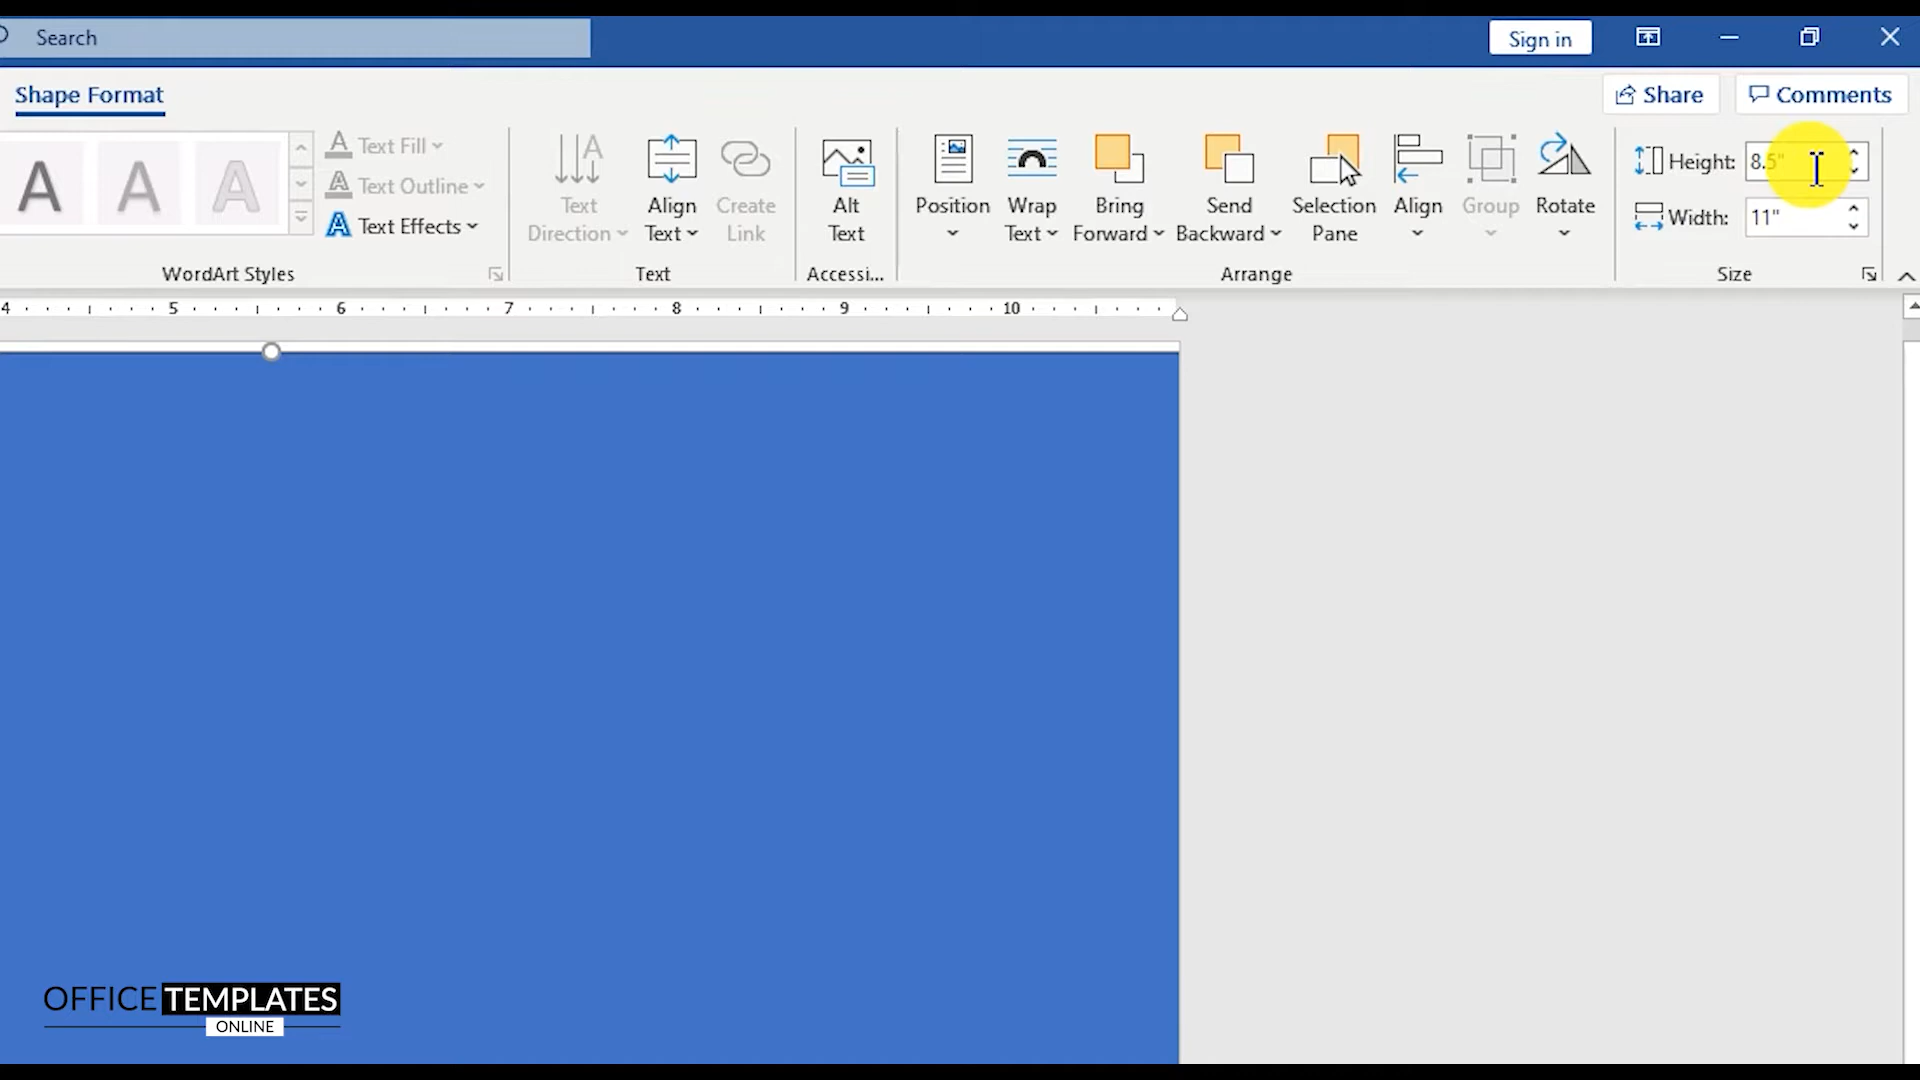 Search
Sign in
Shape Format
Share
Comments
A A A
Text Fill
Text Outline
Text Effects
WordArt Styles
Text Direction
Align Text
Create Link
Text
Alt Text
Accessi...
Position
Wrap Text
Bring Forward
Send Backward
Selection Pane
Align
Group
Rotate
Arrange
Height: 8.5"
Width: 11"
Size
4 5 6 7 8 9 10
OFFICE TEMPLATES
ONLINE